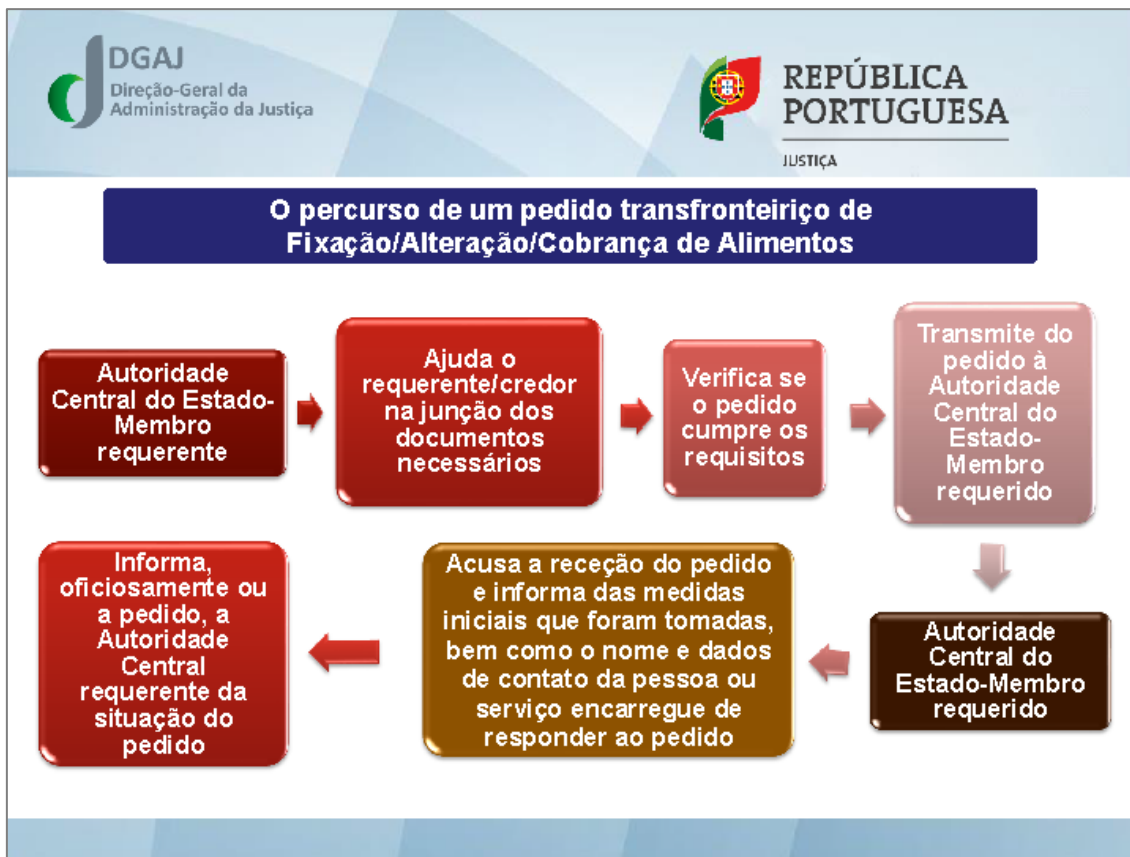 DGAJ
Direção-Geral da
Administração da Justiça
REPÚBLICA
PORTUGUESA
JUSTIÇA
O percurso de um pedido transfronteiriço de
Fixação/Alteração/Cobrança de Alimentos
Autoridade
Central do Estado-
Membro
requerente
Ajuda o
requerente/credor
na junção dos
documentos
necessários
Verifica se
o pedido
cumpre os
requisitos
Transmite do
pedido à
Autoridade
Central do
Estado-
Membro
requerido
Autoridade
Central do
Estado-Membro
requerido
Acusa a receção do pedido
e informa das medidas
iniciais que foram tomadas,
bem como o nome e dados
de contato da pessoa ou
serviço encarregue de
responder ao pedido
Informa,
oficiosamente ou
a pedido, a
Autoridade
Central
requerente da
situação do
pedido